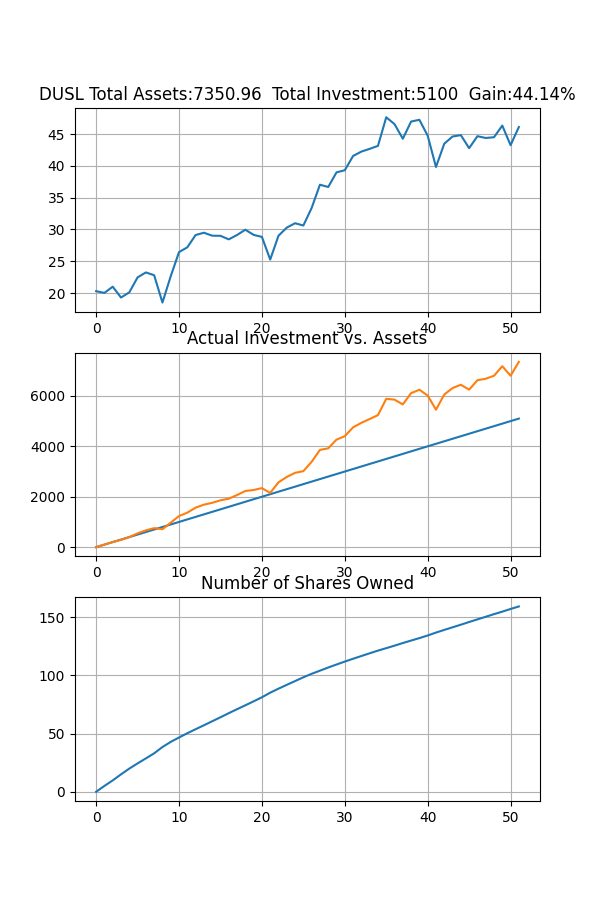 DUSL Total Assets:7350.96  Total Investment:5100  Gain:44.14%
45
40
35
30
25
20
0 10 20 30 40 50
Actual Investment vs. Assets
6000
4000
2000
0
0 10 20 30 40 50
Number of Shares Owned
150
100
50
0
0 10 20 30 40 50